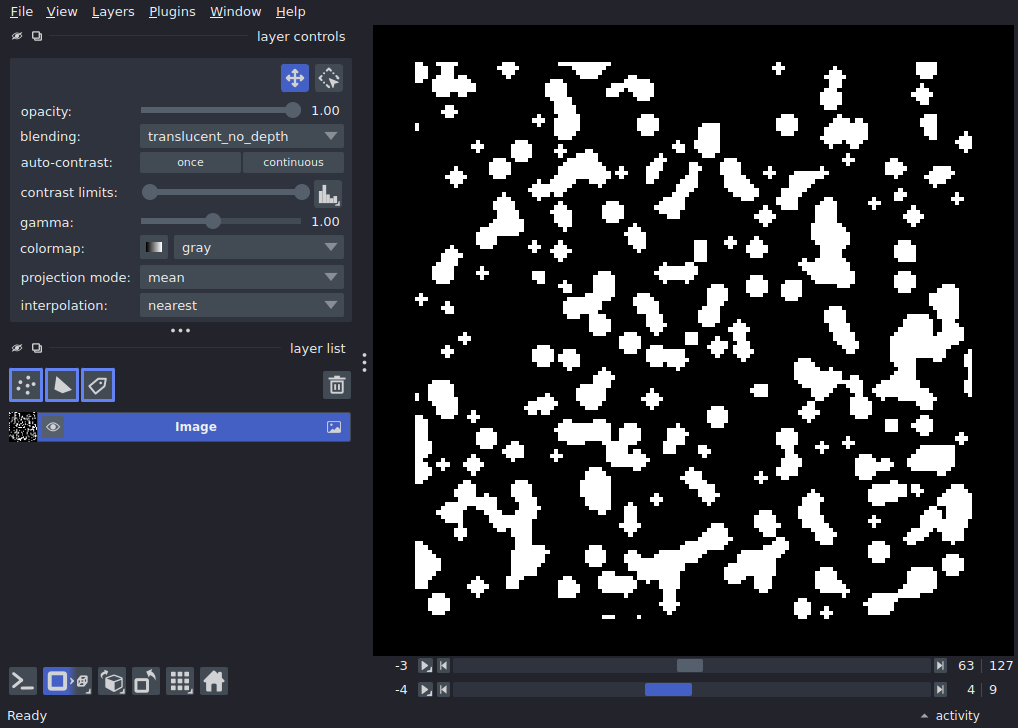 File View Layers Plugins Window Help
layer controls
opacity: 1.00
blending: translucent_no_depth
auto-contrast: once continuous
contrast limits:
gamma: 1.00
colormap: gray
projection mode: mean
interpolation: nearest
layer list
Image
-3 63 127
-4 4 9
Ready activity